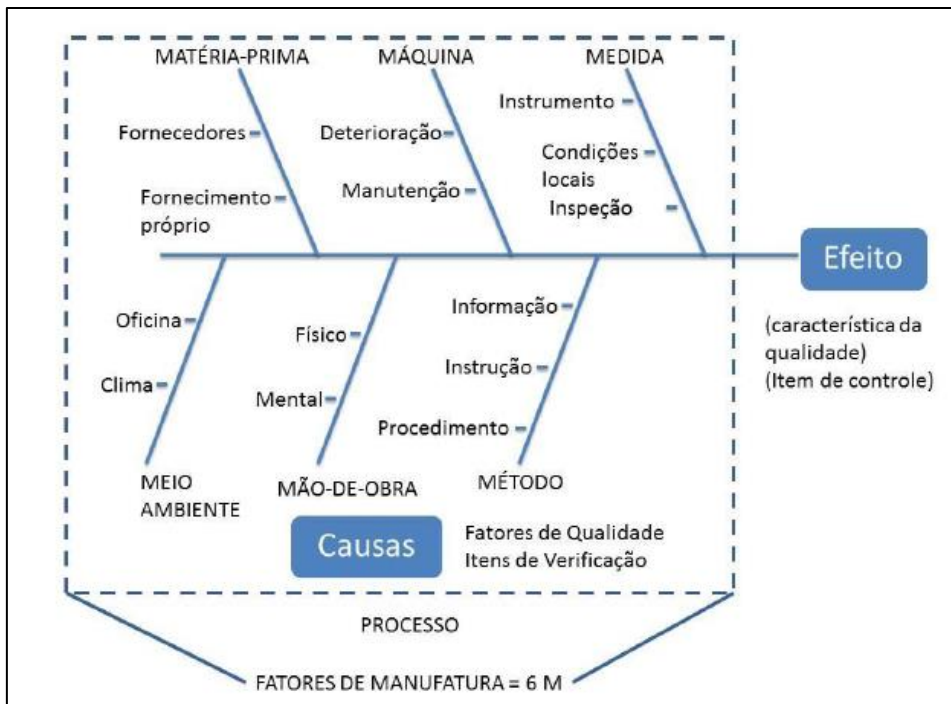 MATÉRIA-PRIMA
MÁQUINA
MEDIDA
Fornecedores
Fornecimento
próprio
Deterioração
Manutenção
Instrumento
Condições
locais
Inspeção
Efeito
(característica da
qualidade)
(Item de controle)
Oficina
Clima
MEIO
AMBIENTE
Físico
Mental
MÃO-DE-OBRA
Informação
Instrução
Procedimento
MÉTODO
Causas
Fatores de Qualidade
Itens de Verificação
PROCESSO
FATORES DE MANUFATURA = 6 M